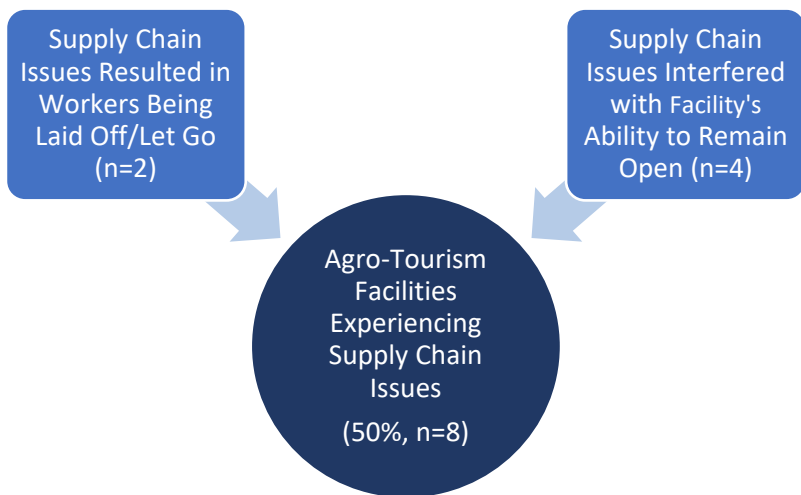 Supply Chain
Issues Resulted in
Workers Being
Laid Off/Let Go
(n=2)
Supply Chain
Issues Interfered
with Facility's
Ability to Remain
Open (n=4)
Agro-Tourism
Facilities
Experiencing
Supply Chain
Issues
(50%, n=8)